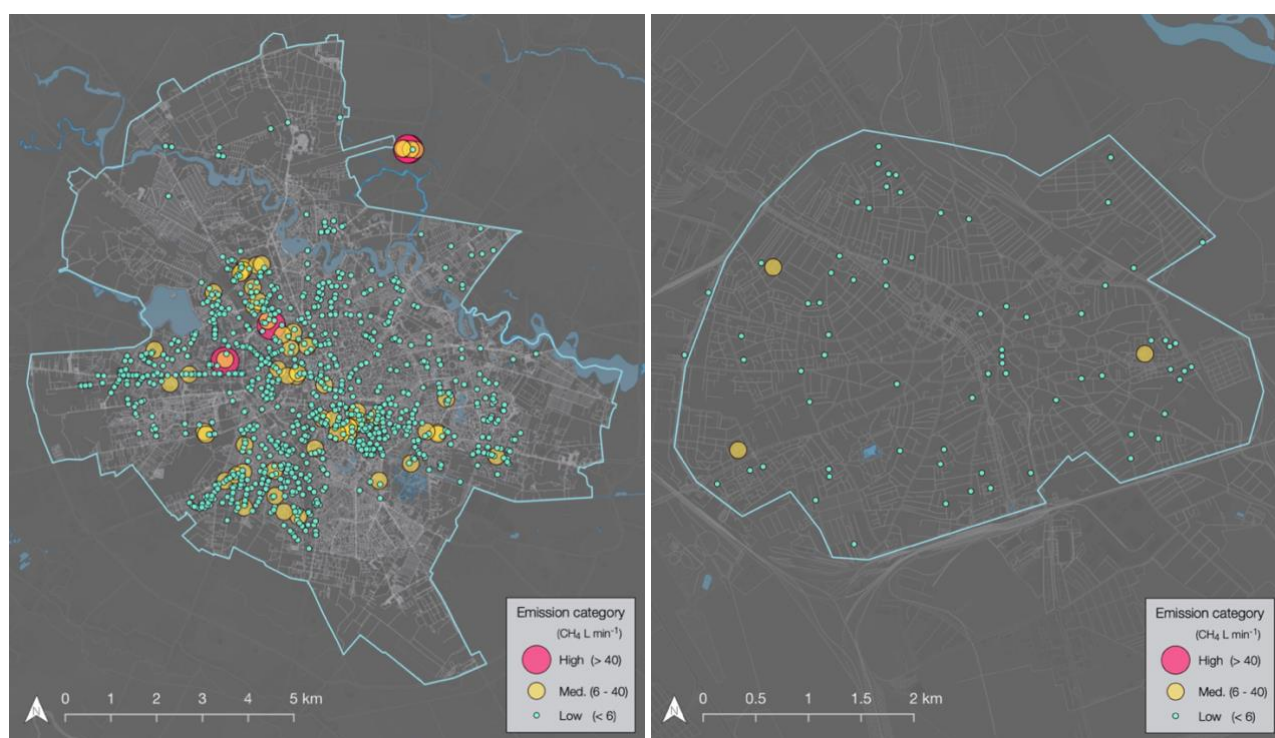 Emission category
(CH₄ L min⁻¹)
High (> 40)
Med. (6 - 40)
Low (< 6)
N
0 1 2 3 4 5 km
Emission category
(CH₄ L min⁻¹)
High (> 40)
Med. (6 - 40)
Low (< 6)
N
0 0.5 1 1.5 2 km